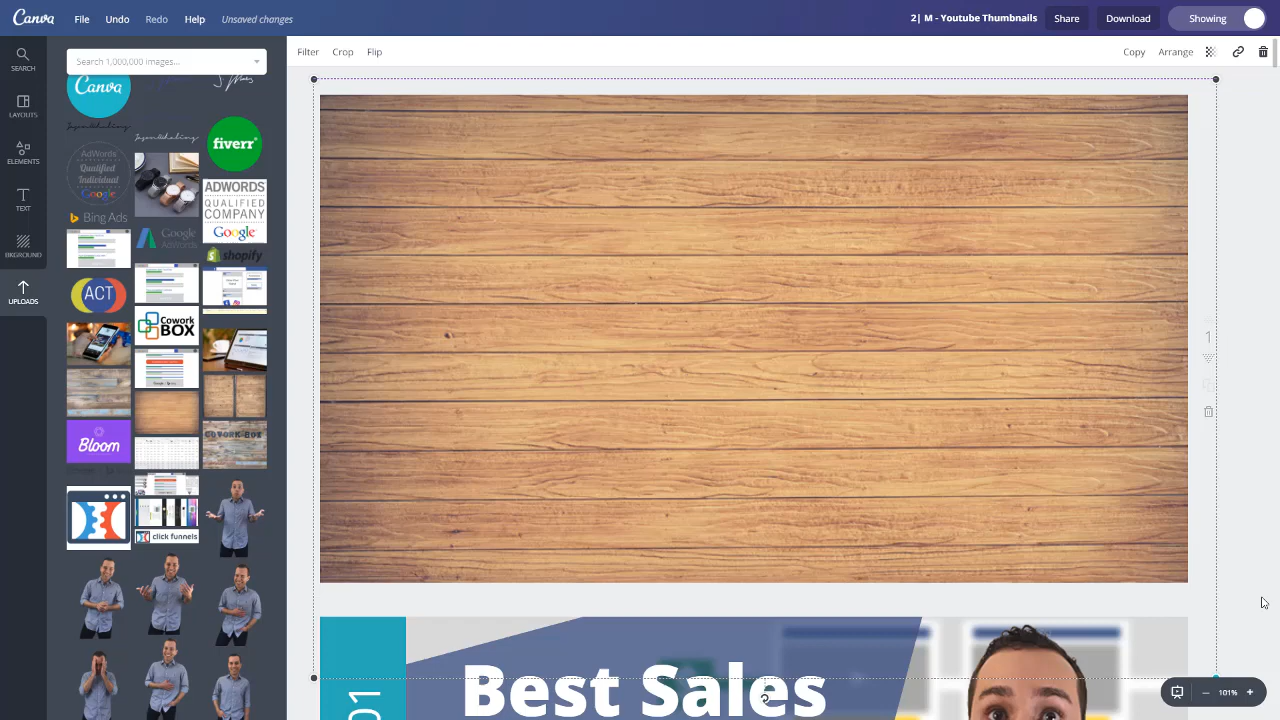 Canva File Undo Redo Help Unsaved changes 2| M - Youtube Thumbnails Share Download Showing
Filter Crop Flip Copy Arrange
SEARCH
LAYOUTS
ELEMENTS
TEXT
BKGROUND
UPLOADS
Search 1,000,000 images...
Canva
fiverr
AdWords
Qualified
Individual
Google
ADWORDS
QUALIFIED
COMPANY
Google
Bing Ads
Google
AdWords
shopify
ACT
Cowork
BOX
Bloom
COWORK BOX
click funnels
1
01
Best Sales
101%